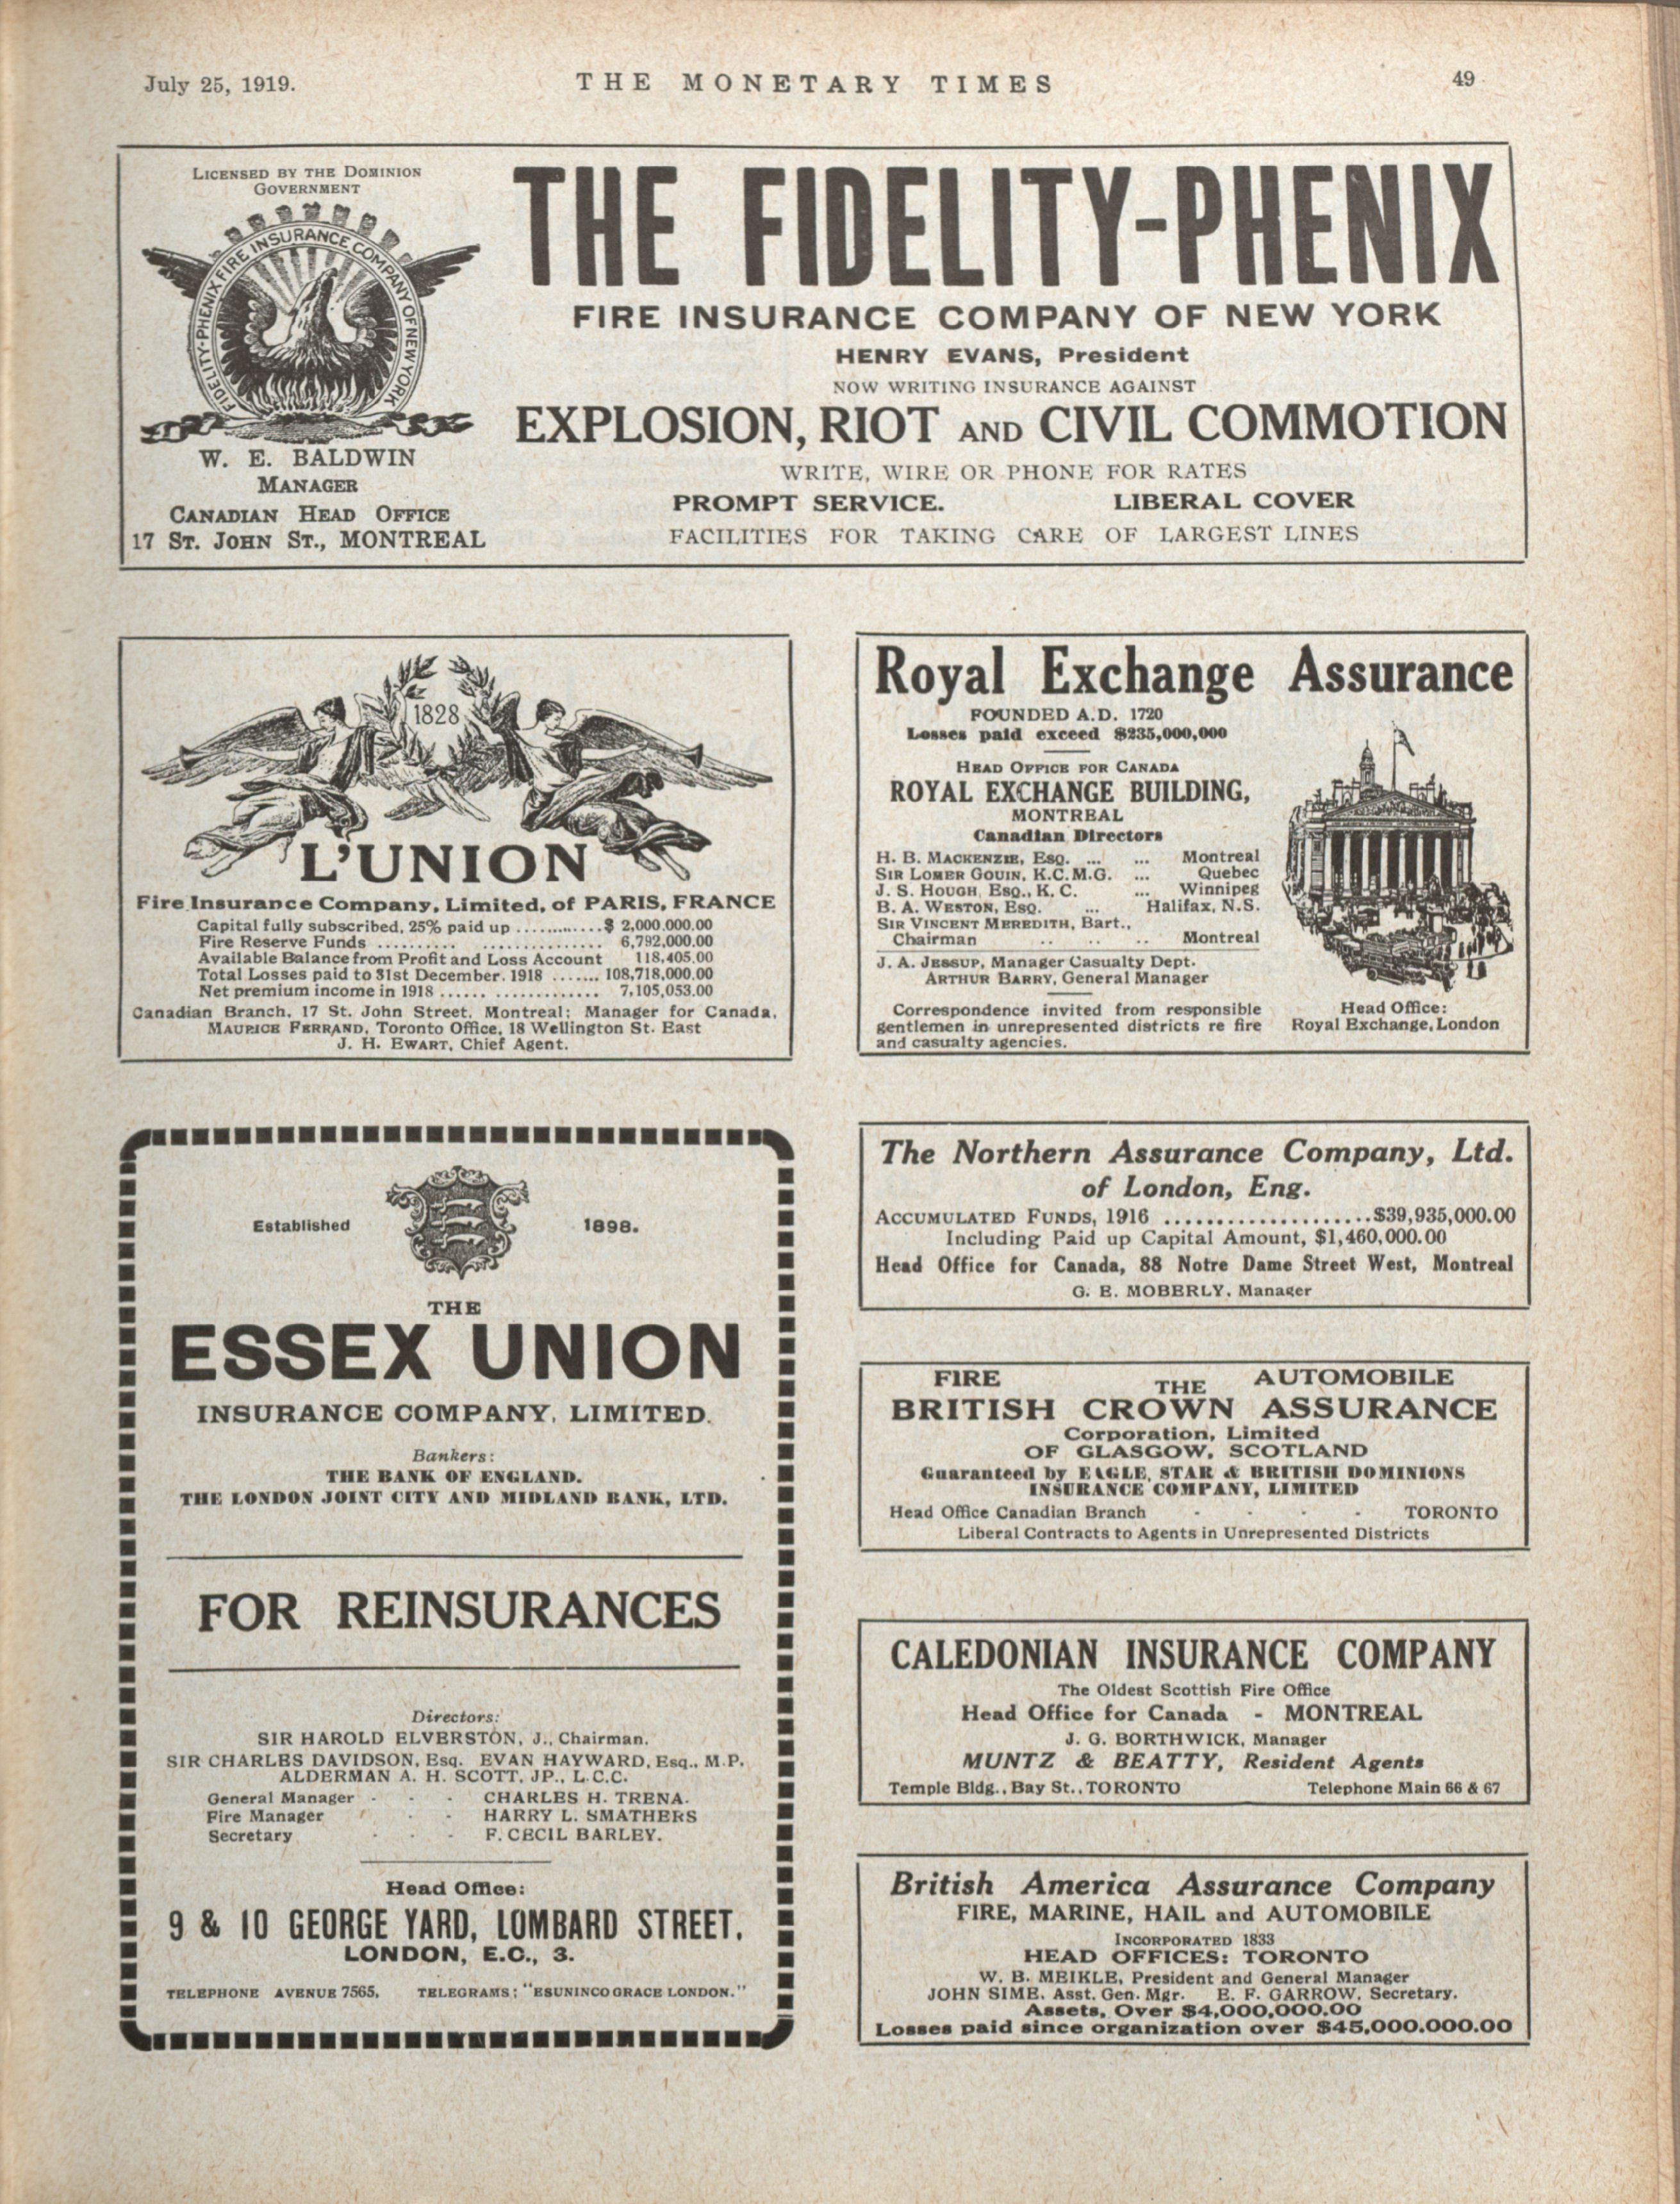 July 25, 1919.
THE MONETARY TIMES
49
LICENSED BY THE DOMINION
GOVERNMENT
FIDELITY-PHENIX FIRE INSURANCE COMPANY OF NEW YORK
W. E. BALDWIN
MANAGER
CANADIAN HEAD OFFICE
17 ST. JOHN ST., MONTREAL
THE FIDELITY-PHENIX
FIRE INSURANCE COMPANY OF NEW YORK
HENRY EVANS, President
NOW WRITING INSURANCE AGAINST
EXPLOSION, RIOT AND CIVIL COMMOTION
WRITE, WIRE OR PHONE FOR RATES
PROMPT SERVICE. LIBERAL COVER
FACILITIES FOR TAKING CARE OF LARGEST LINES
1828
L'UNION
Fire Insurance Company, Limited, of PARIS, FRANCE
Capital fully subscribed, 25% paid up ............$ 2,000.000.00
Fire Reserve Funds .......... ............... 6,792,000.00
Available Balance from Profit and Loss Account 118,405.00
Total Losses paid to 31st December, 1918 ....... 108,718,000.00
Net premium income in 1918 ...... ............. 7,105,053.00
Canadian Branch, 17 St. John Street, Montreal; Manager for Canada,
MAURICE FERRAND, Toronto Office, 18 Wellington St. East
J. H. EWART, Chief Agent.
Royal Exchange Assurance
FOUNDED A.D. 1720
Losses paid exceed $235,000,000
HEAD OFFICE FOR CANADA
ROYAL EXCHANGE BUILDING,
MONTREAL
Canadian Directors
H. B. MACKENZIE, ESQ. ... ... Montreal
SIR LOMER GOUIN, K.C.M.G. ... Quebec
J. S. HOUGH, ESQ., K. C. ... Winnipeg
B. A. WESTON, ESQ. ... Halifax, N.S.
SIR VINCENT MEREDITH, Bart.,
Chairman .. .. .. Montreal
J. A. JESSUP, Manager Casualty Dept.
ARTHUR BARRY, General Manager
Correspondence invited from responsible
gentlemen in unrepresented districts re fire
and casualty agencies.
Head Office:
Royal Exchange, London
Established 1898.
THE
ESSEX UNION
INSURANCE COMPANY, LIMITED.
Bankers:
THE BANK OF ENGLAND.
THE LONDON JOINT CITY AND MIDLAND BANK, LTD.
FOR REINSURANCES
Directors:
SIR HAROLD ELVERSTON, J., Chairman.
SIR CHARLES DAVIDSON, Esq. EVAN HAYWARD, Esq., M.P.
ALDERMAN A. H. SCOTT, JP., L.C.C.
General Manager - - - CHARLES H. TRENA.
Fire Manager - - HARRY L. SMATHERS
Secretary - - - F. CECIL BARLEY.
Head Office:
9 & 10 GEORGE YARD, LOMBARD STREET,
LONDON, E.C., 3.
TELEPHONE AVENUE 7565. TELEGRAMS: "ESUNINCO GRACE LONDON."
The Northern Assurance Company, Ltd.
of London, Eng.
ACCUMULATED FUNDS, 1916 ....................$39,935,000.00
Including Paid up Capital Amount, $1,460,000.00
Head Office for Canada, 88 Notre Dame Street West, Montreal
G. E. MOBERLY, Manager
FIRE THE AUTOMOBILE
BRITISH CROWN ASSURANCE
Corporation, Limited
OF GLASGOW, SCOTLAND
Guaranteed by EAGLE, STAR & BRITISH DOMINIONS
INSURANCE COMPANY, LIMITED
Head Office Canadian Branch - - - - TORONTO
Liberal Contracts to Agents in Unrepresented Districts
CALEDONIAN INSURANCE COMPANY
The Oldest Scottish Fire Office
Head Office for Canada - MONTREAL
J. G. BORTHWICK, Manager
MUNTZ & BEATTY, Resident Agents
Temple Bldg., Bay St., TORONTO Telephone Main 66 & 67
British America Assurance Company
FIRE, MARINE, HAIL and AUTOMOBILE
INCORPORATED 1833
HEAD OFFICES: TORONTO
W. B. MEIKLE, President and General Manager
JOHN SIME, Asst. Gen. Mgr. E. F. GARROW, Secretary.
Assets, Over $4,000,000.00
Losses paid since organization over $45,000,000.00